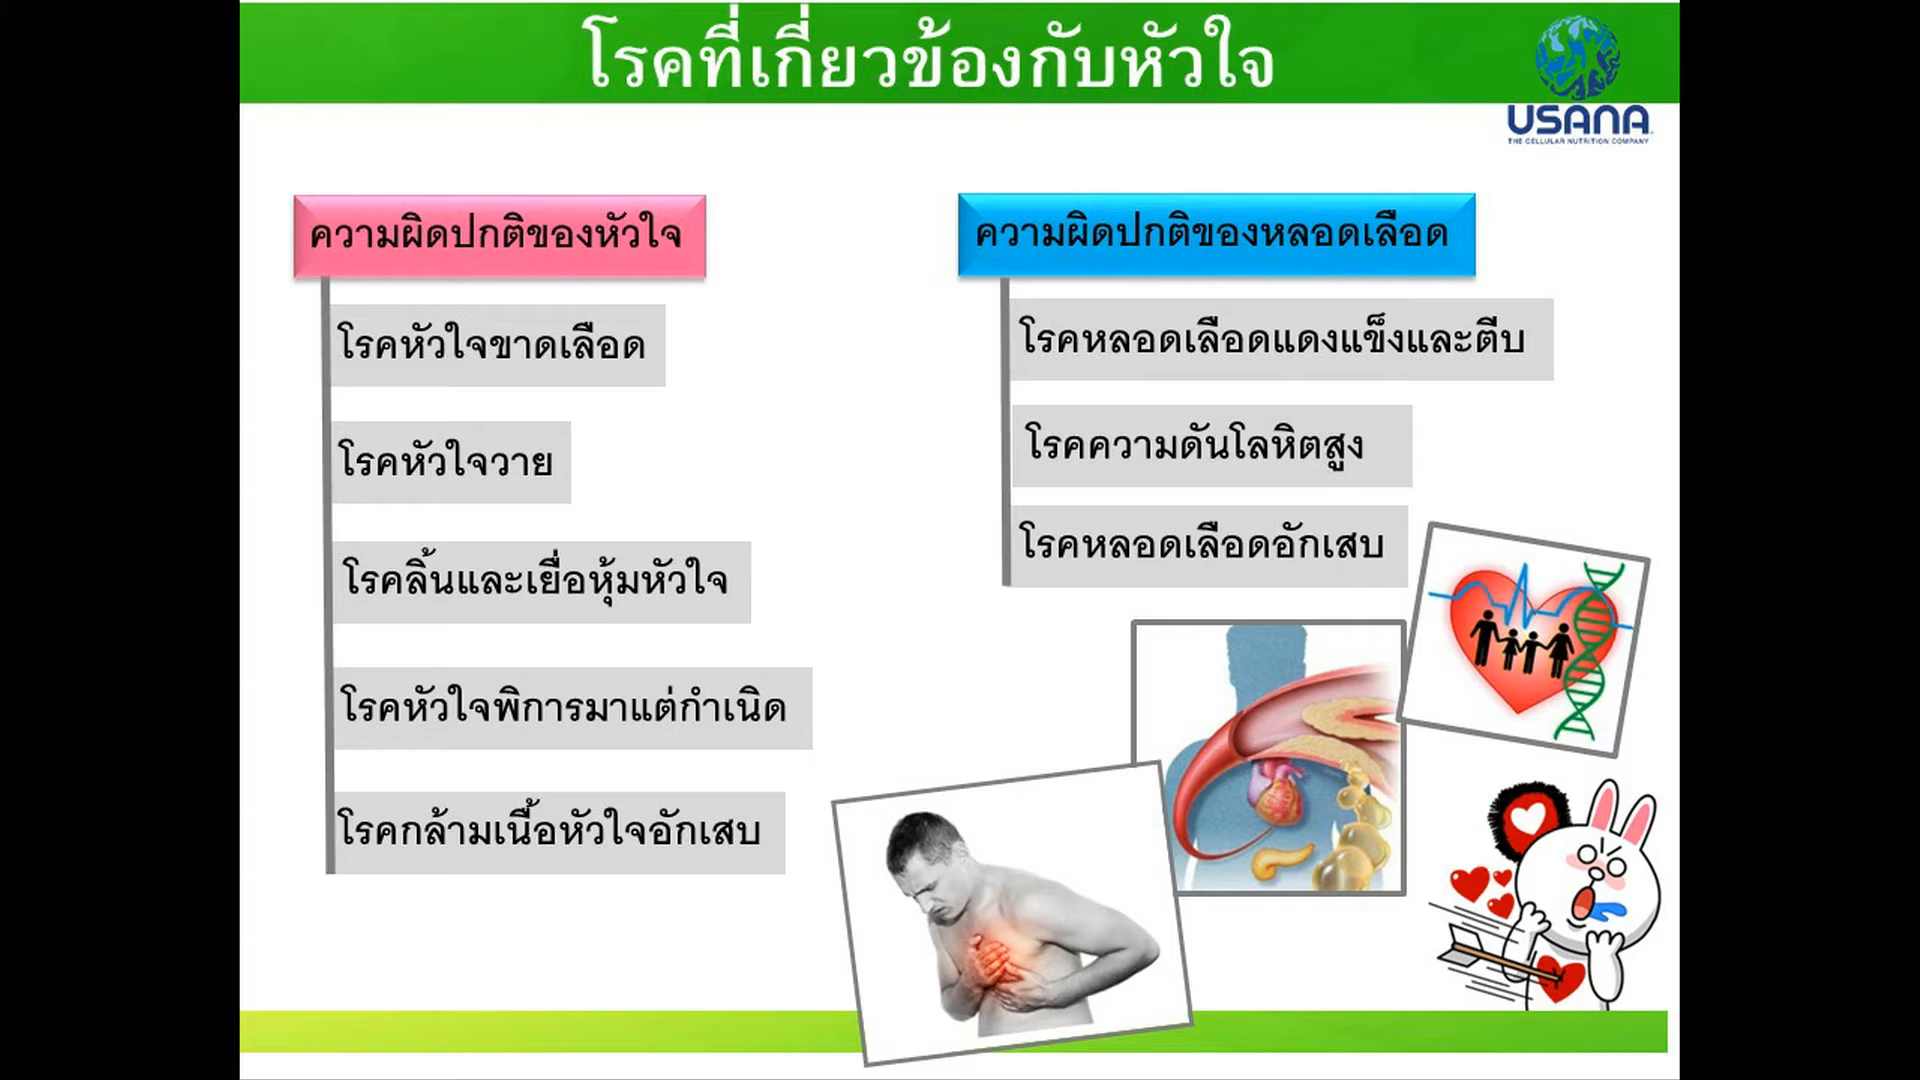 โรคที่เกี่ยวข้องกับหัวใจ
USANA
THE CELLULAR NUTRITION COMPANY
ความผิดปกติของหัวใจ
โรคหัวใจขาดเลือด
โรคหัวใจวาย
โรคลิ้นและเยื่อหุ้มหัวใจ
โรคหัวใจพิการมาแต่กำเนิด
โรคกล้ามเนื้อหัวใจอักเสบ
ความผิดปกติของหลอดเลือด
โรคหลอดเลือดแดงแข็งและตีบ
โรคความดันโลหิตสูง
โรคหลอดเลือดอักเสบ